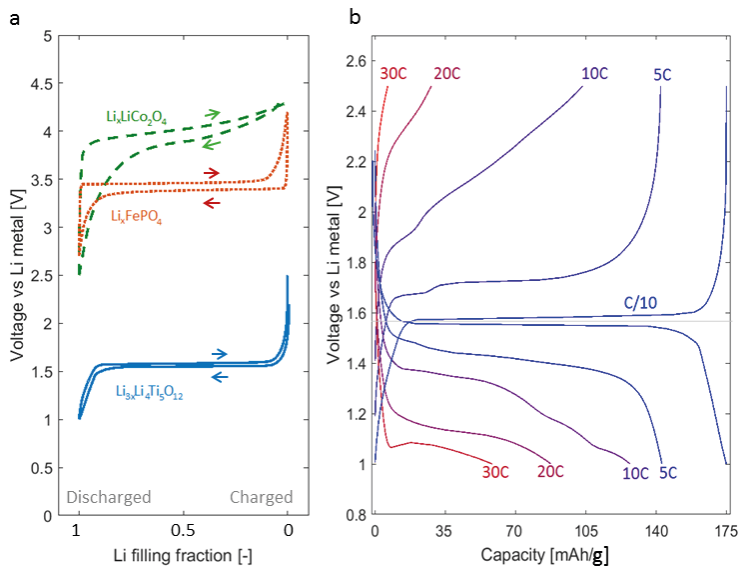 a
b
Voltage vs Li metal [V]
5
4.5
4
3.5
3
2.5
2
1.5
1
0.5
0
LiₓLiCo₂O₄
LiₓFePO₄
Li₃ₓLi₄Ti₅O₁₂
Discharged
Charged
1
0.5
0
Li filling fraction [-]
Voltage vs Li metal [V]
2.6
2.4
2.2
2
1.8
1.6
1.4
1.2
1
0.8
30C
20C
10C
5C
C/10
30C
20C
10C
5C
0
35
70
105
140
175
Capacity [mAh/g]